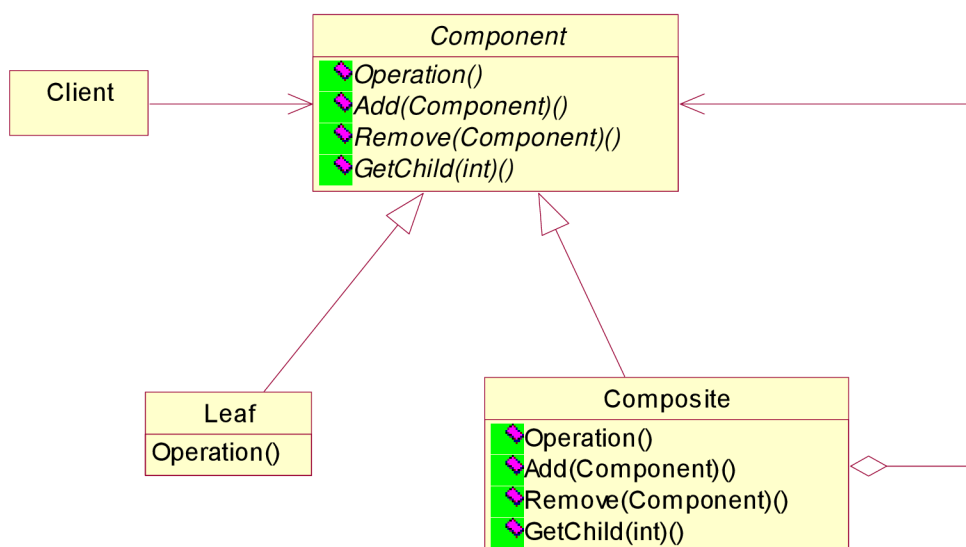 Component
Operation()
Add(Component)()
Remove(Component)()
GetChild(int)()
Client
Leaf
Operation()
Composite
Operation()
Add(Component)()
Remove(Component)()
GetChild(int)()